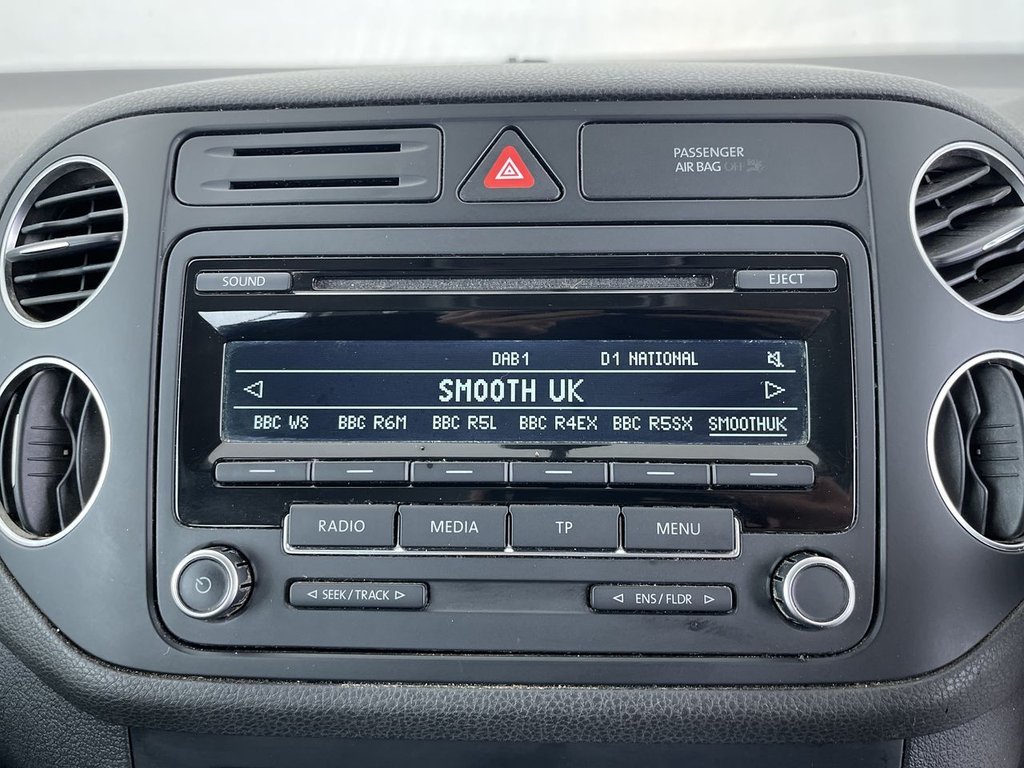 PASSENGER
AIR BAG OFF
SOUND
EJECT
DAB1 D1 NATIONAL
SMOOTH UK
BBC WS BBC R6M BBC R5L BBC R4EX BBC R5SX SMOOTHUK
RADIO MEDIA TP MENU
SEEK/TRACK
ENS/FLDR